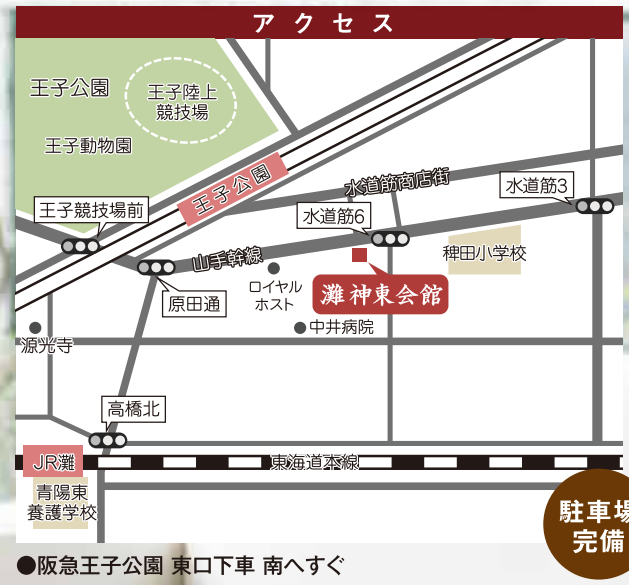 アクセス
王子公園
王子陸上
競技場
王子動物園
王子公園
水道筋商店街
水道筋3
王子競技場前
水道筋6
山手幹線
稗田小学校
原田通
ロイヤル
ホスト
灘神東会館
中井病院
源光寺
高橋北
JR灘
東海道本線
青陽東
養護学校
駐車場
完備
●阪急王子公園 東口下車 南へすぐ